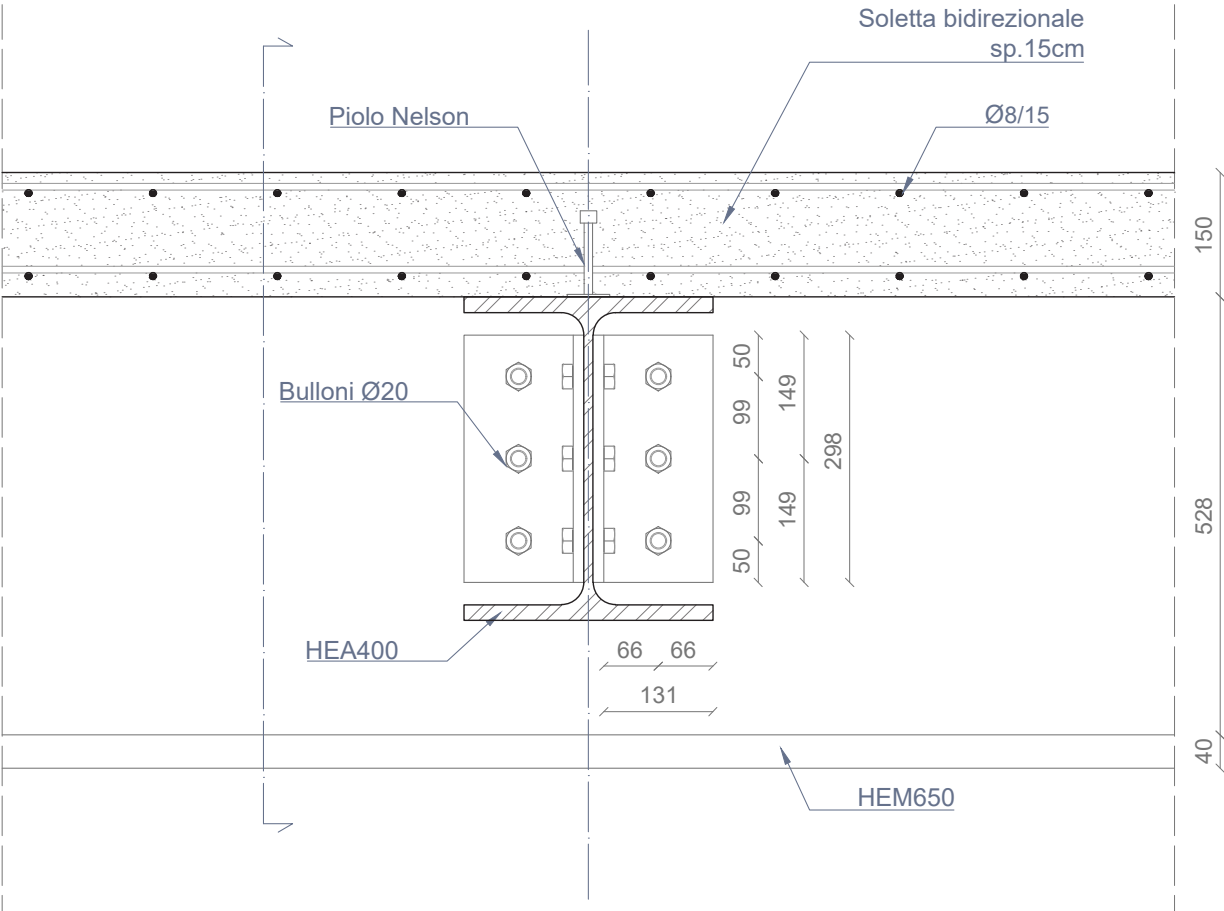 Soletta bidirezionale
sp.15cm
Piolo Nelson
Ø8/15
150
Bulloni Ø20
50
99
99
50
149
149
298
528
HEA400
66
66
131
40
HEM650